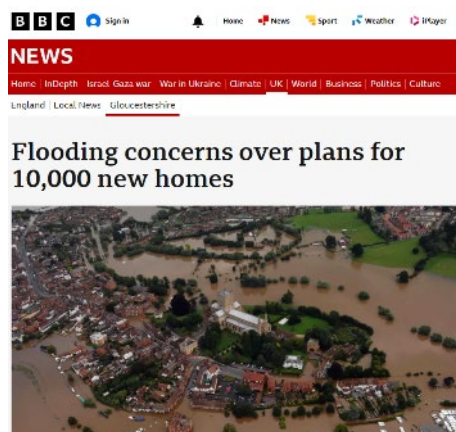 BBC Sign in Home News Sport Weather iPlayer
NEWS
Home InDepth Israel-Gaza war War in Ukraine Climate UK World Business Politics Culture
England Local News Gloucestershire
Flooding concerns over plans for
10,000 new homes